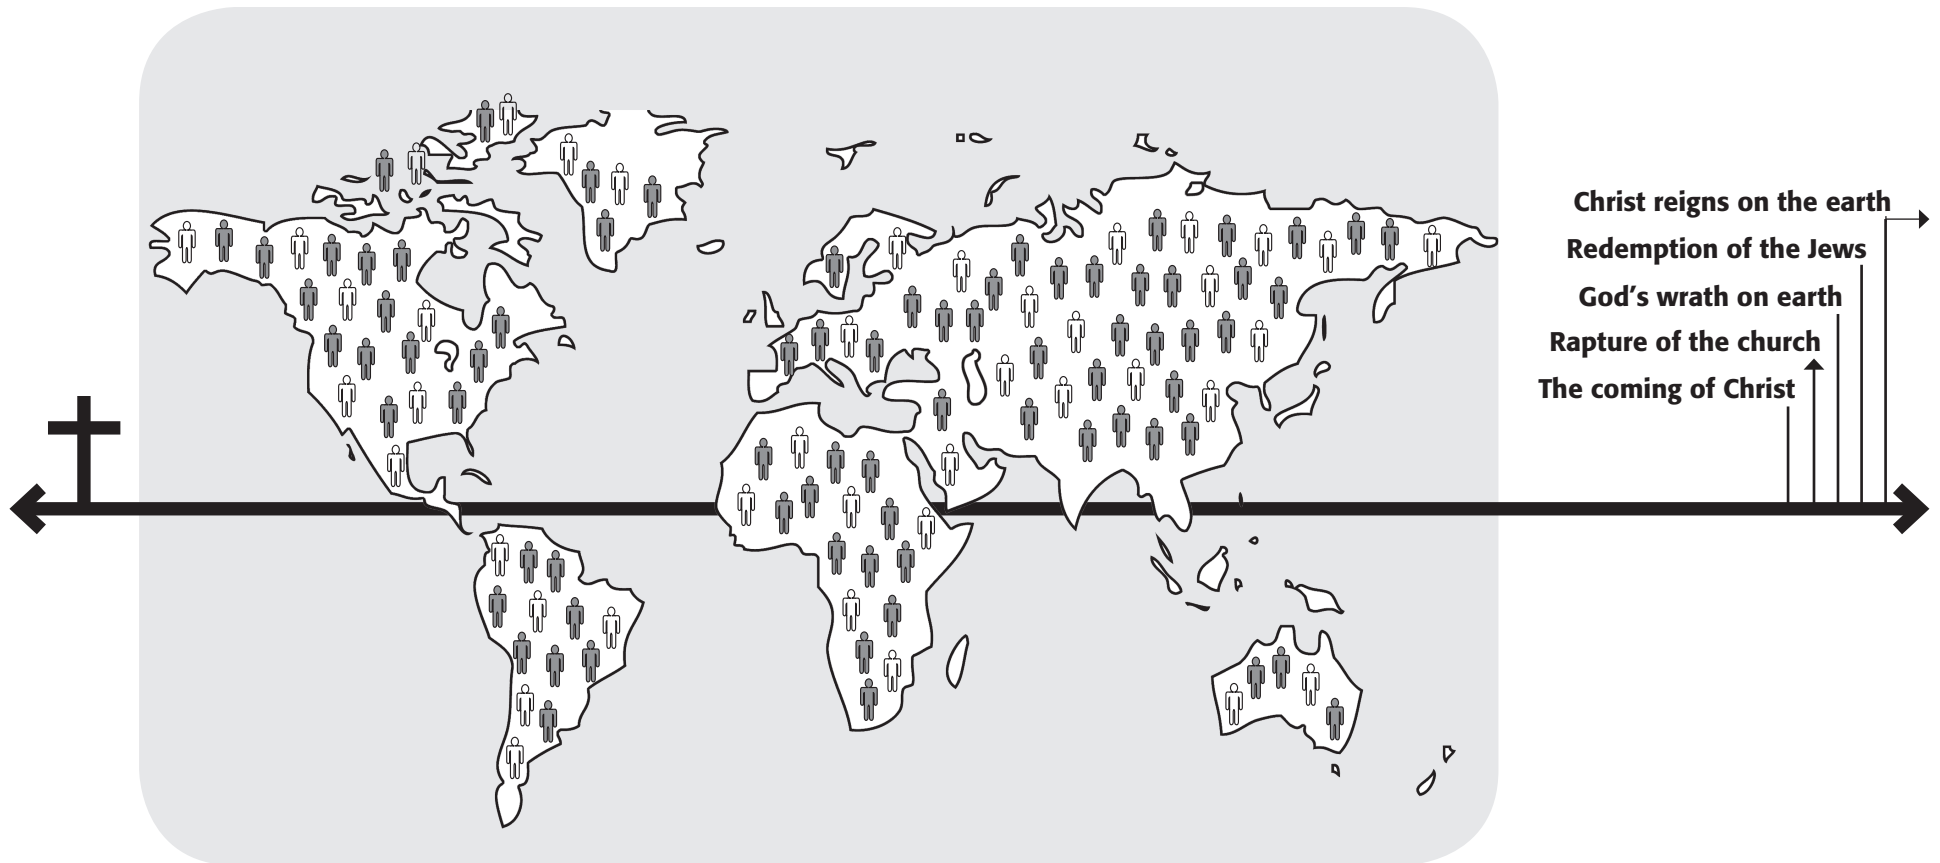 Christ reigns on the earth
Redemption of the Jews
God’s wrath on earth
Rapture of the church
The coming of Christ